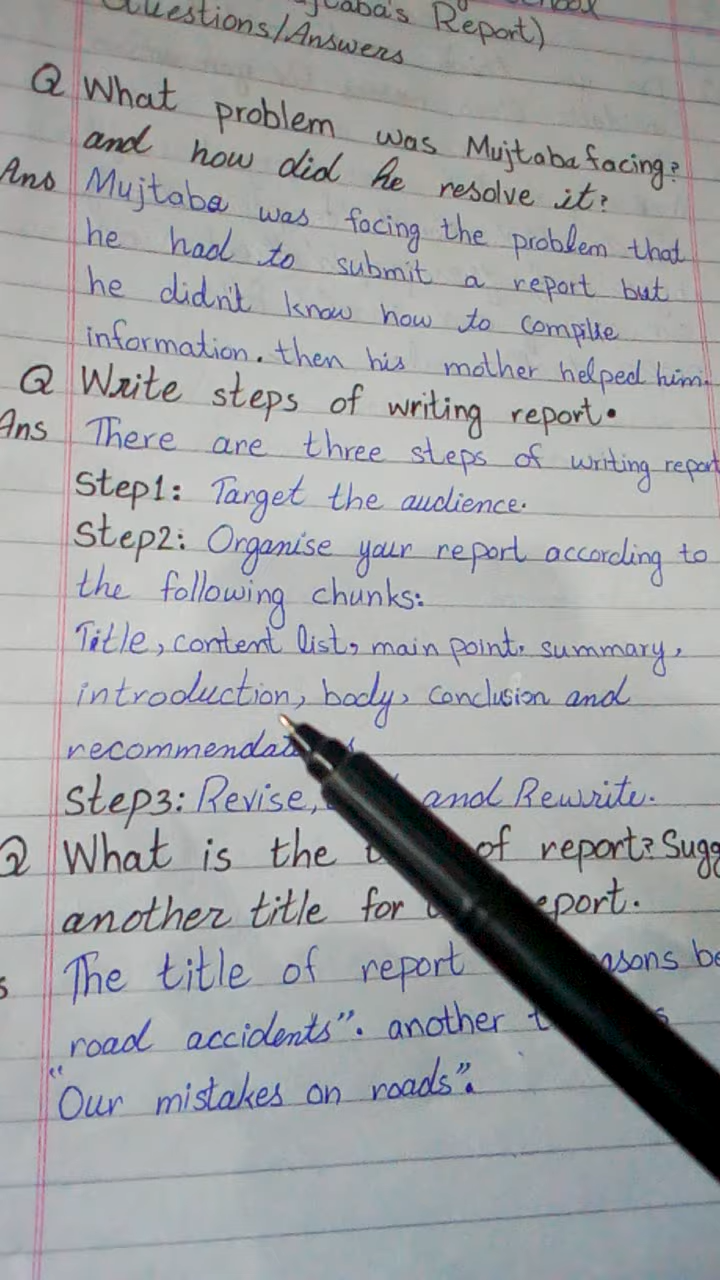 Report)
Questions/Answers
Q What problem was Mujtaba facing?
and how did he resolve it?
Ans Mujtaba was facing the problem that
he had to submit a report but
he didn't know how to compile
information. then his mother helped him.
Q Write steps of writing report.
Ans There are three steps of writing report
Step1: Target the audience.
Step2: Organise your report according to
the following chunks:
Title, content list, main point, summary,
introduction, body, conclusion and
Step3: Revise, and Rewrite.
Q What is the of report? 
another title for
The title of report
road accidents". another
"Our mistakes on roads".